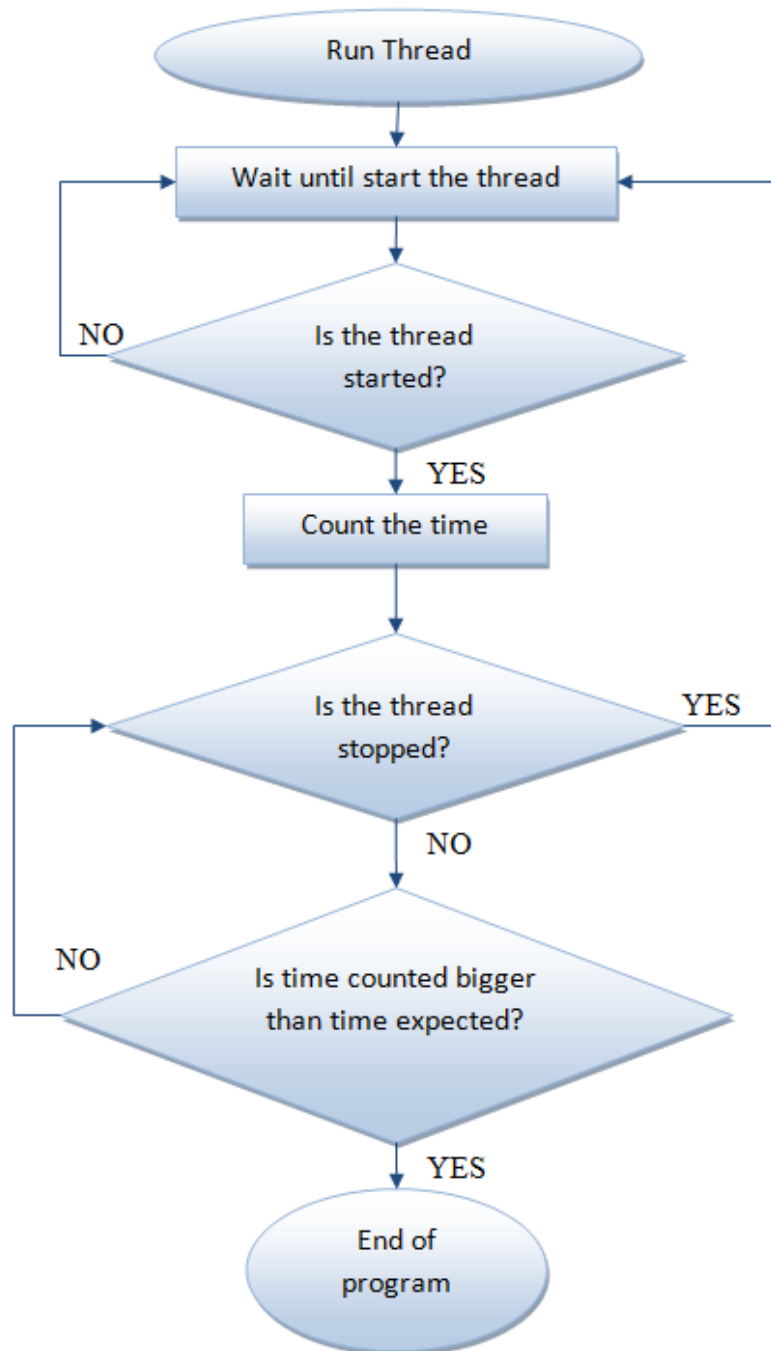 Run Thread
Wait until start the thread
NO
Is the thread
started?
YES
Count the time
Is the thread
stopped?
YES
NO
NO
Is time counted bigger
than time expected?
YES
End of
program